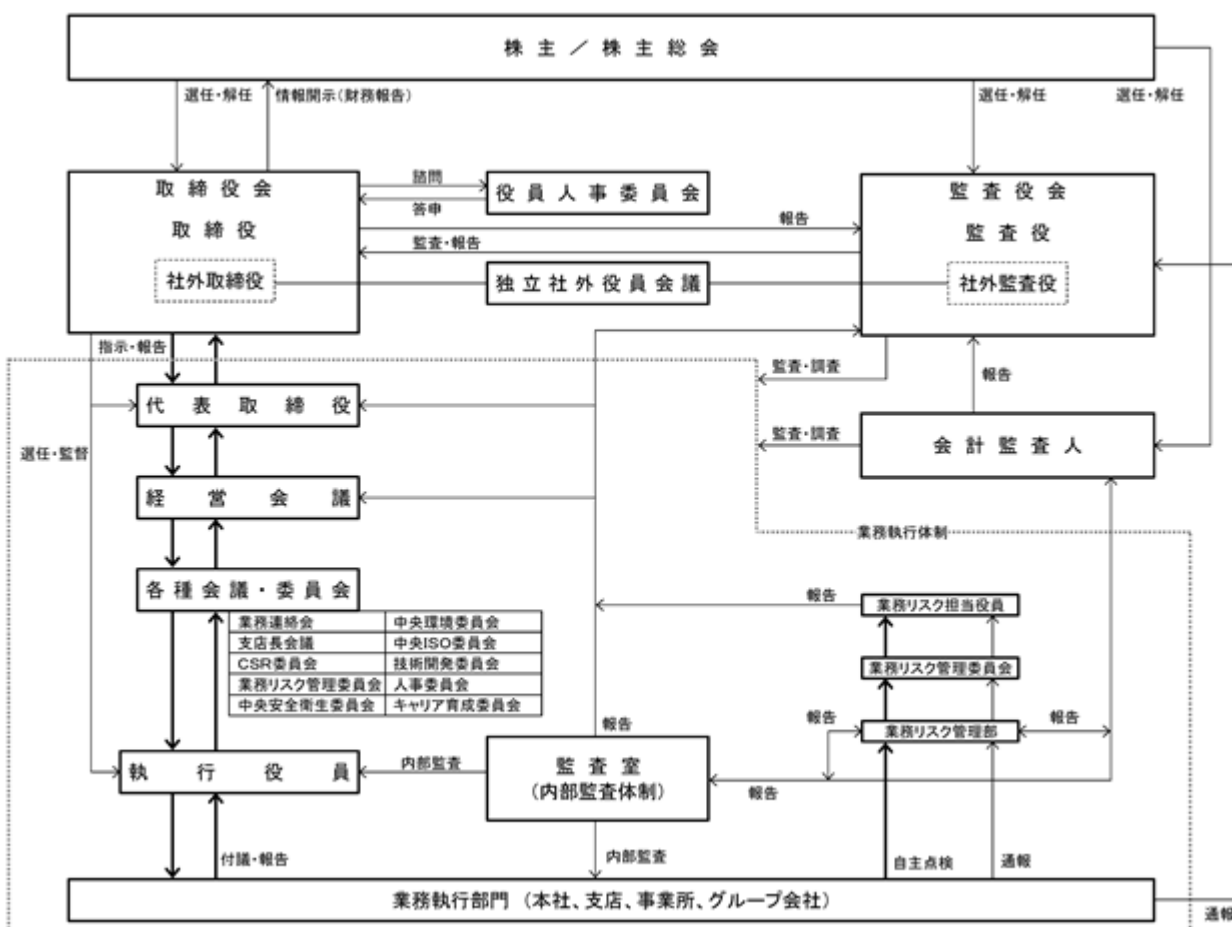 株主／株主総会
選任・解任
情報開示（財務報告）
選任・解任
選任・解任
取締役会
取締役
社外取締役
諮問
答申
役員人事委員会
報告
監査・報告
独立社外役員会議
監査役会
監査役
社外監査役
指示・報告
監査・調査
報告
代表取締役
監査・調査
会計監査人
選任・監督
経営会議
業務執行体制
各種会議・委員会
業務連絡会 中央環境委員会
支店長会議 中央ISO委員会
CSR委員会 技術開発委員会
業務リスク管理委員会 人事委員会
中央安全衛生委員会 キャリア育成委員会
報告
業務リスク担当役員
業務リスク管理委員会
報告
報告
業務リスク管理部
報告
執行役員
内部監査
監査室
（内部監査体制）
報告
付議・報告
内部監査
自主点検
通報
業務執行部門（本社、支店、事業所、グループ会社）
通報